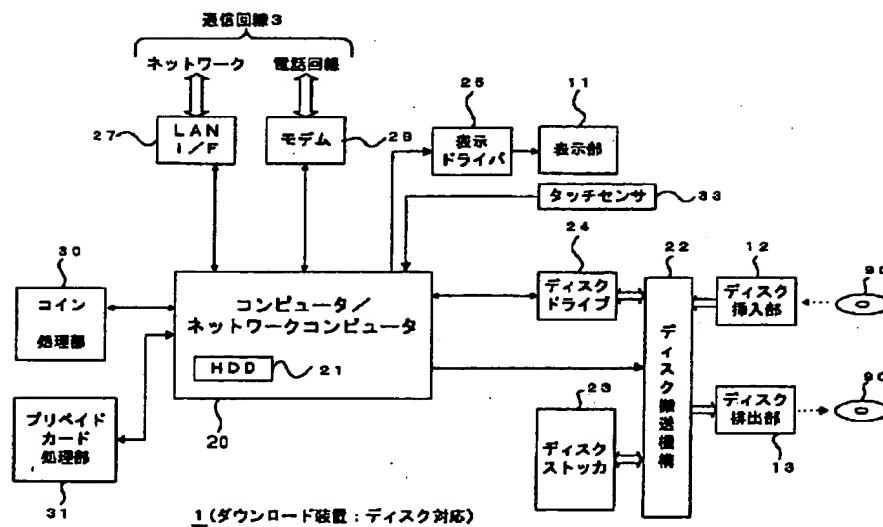 通信回線3
ネットワーク
電話回線
27
LAN
I/F
モデム
28
25
表示
ドライバ
11
表示部
タッチセンサ
33
30
コイン
処理部
コンピュータ/
ネットワークコンピュータ
HDD
21
20
プリペイド
カード
処理部
31
24
ディスク
ドライブ
22
ディスク搬送機構
12
ディスク
挿入部
90
23
ディスク
ストッカ
ディスク
排出部
13
90
1(ダウンロード装置:ディスク対応)